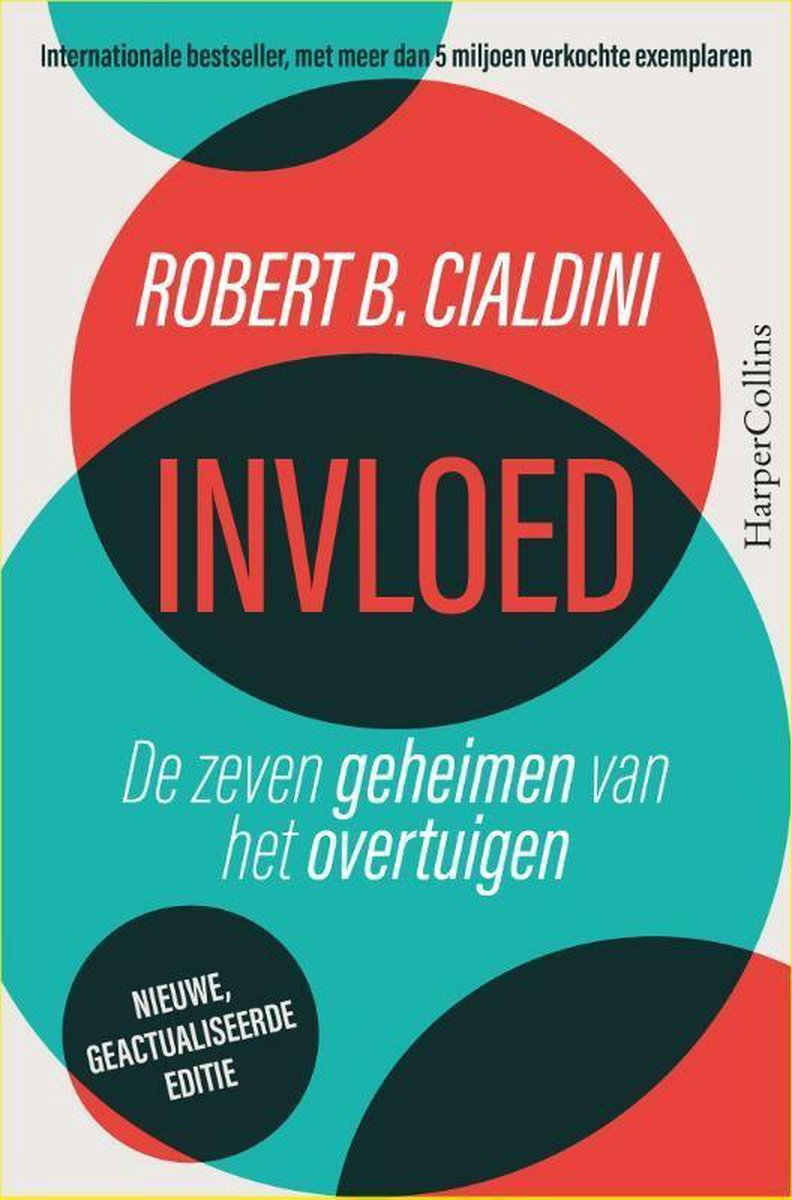 Internationale bestseller, met meer dan 5 miljoen verkochte exemplaren
ROBERT B. CIALDINI
HarperCollins
INVLOED
De zeven geheimen van
het overtuigen
NIEUWE,
GEACTUALISEERDE
EDITIE